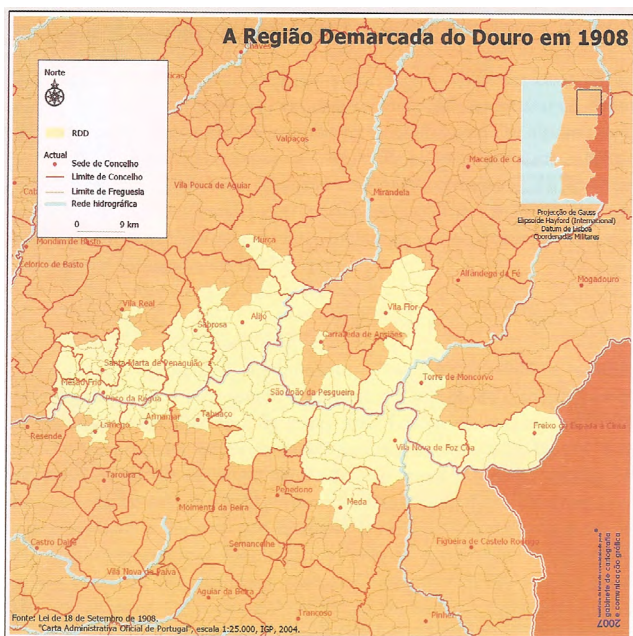 A Região Demarcada do Douro em 1908
Norte
RDD
Actual
Sede de Concelho
Limite de Concelho
Limite de Freguesia
Rede hidrográfica
0 9 km
Projecção de Gauss
Elipsoide Hayford (International)
Datum de Lisboa
Coordenadas Militares
Chaves
Valpaços
Macedo de Ca
Vila Pouca de Aguiar
Mirandela
Mondim de Basto
Celorico de Basto
Murça
Alfandega da Fé
Mogadouro
Vila Real
Sabrosa
Alijó
Vila Flor
Carrazeda de Ansiães
Santa Marta de Penaguião
Mesão Frio
Peso da Régua
Torre de Moncorvo
São João da Pesqueira
Armamar
Tabuaço
Lamego
Resende
Freixo de Espada à Cinta
Vila Nova de Foz Côa
Tarouca
Penedono
Meda
Moimenta da Beira
Castro Daire
Sernancelhe
Figueira de Castelo Rodrigo
Vila Nova de Paiva
Aguiar da Beira
Trancoso
Pinhel
Fonte: Lei de 18 de Setembro de 1908.
"Carta Administrativa Oficial de Portugal", escala 1:25.000, IGP, 2004.
gabinete de cartografia
e comunicação gráfica
2007